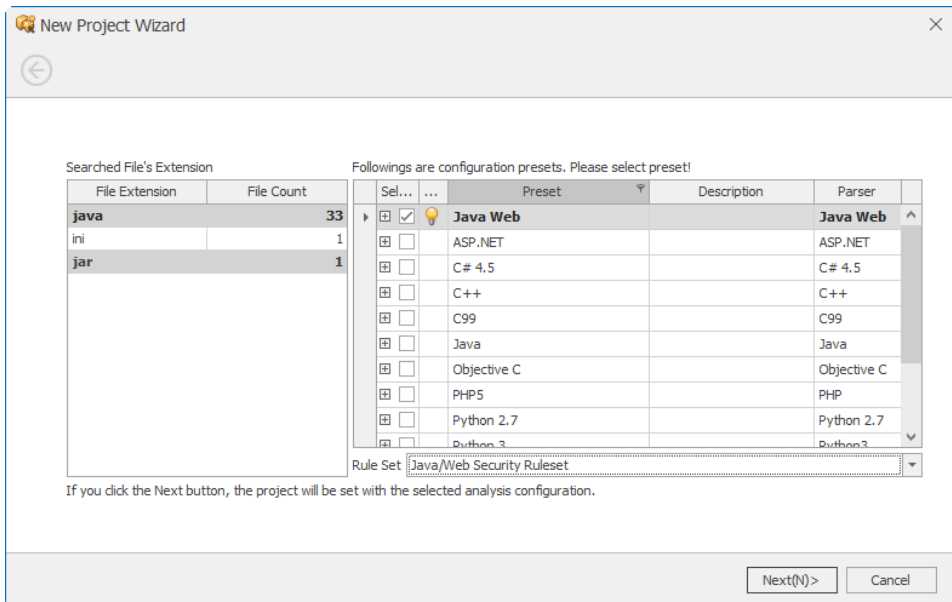 New Project Wizard
Searched File's Extension
Followings are configuration presets. Please select preset!
File Extension File Count
Sel... ... Preset Description Parser
java 33
ini 1
jar 1
Java Web Java Web
ASP.NET ASP.NET
C# 4.5 C# 4.5
C++ C++
C99 C99
Java Java
Objective C Objective C
PHP5 PHP
Python 2.7 Python 2.7
Python 3 Python3
Rule Set Java/Web Security Ruleset
If you click the Next button, the project will be set with the selected analysis configuration.
Next(N)> Cancel